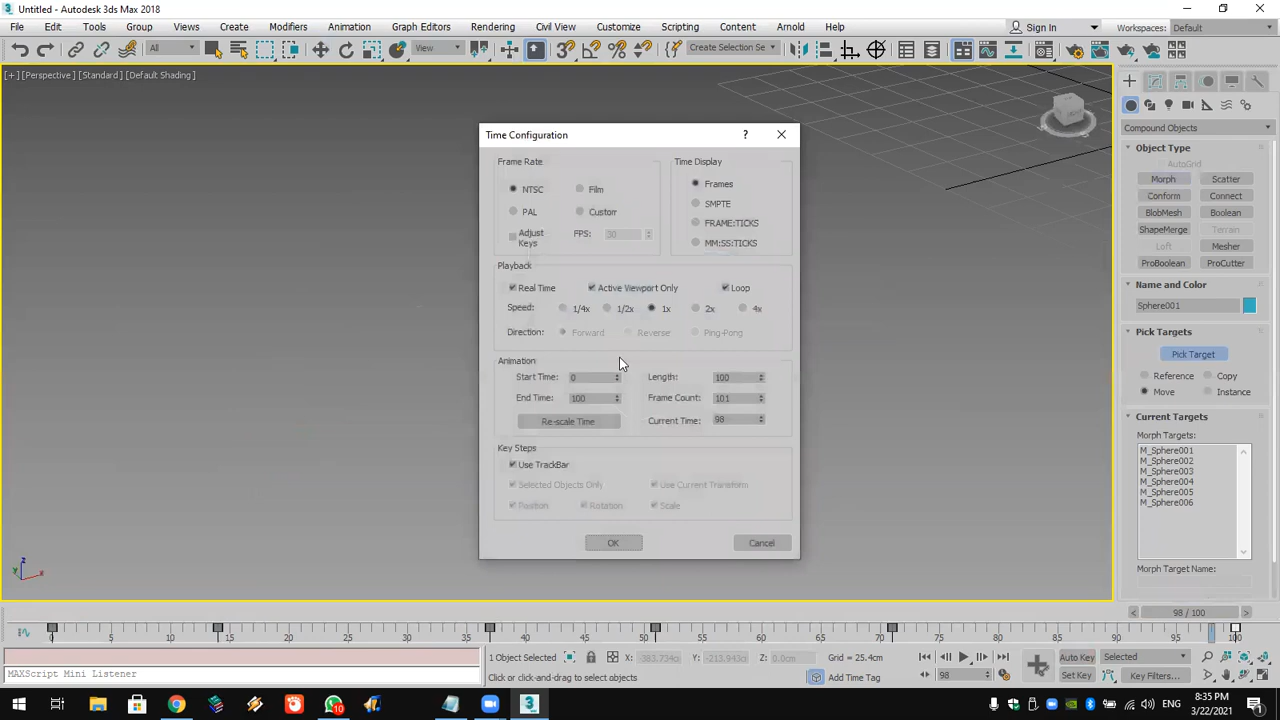 Untitled - Autodesk 3ds Max 2018
File Edit Tools Group Views Create Modifiers Animation Graph Editors Rendering Civil View Customize Scripting Content Arnold Help Sign In Workspaces: Default
All View Create Selection Se
[+] [Perspective] [Standard] [Default Shading]
Time Configuration ?
Frame Rate
NTSC Film
PAL Custom
Adjust Keys FPS: 30
Time Display
Frames
SMPTE
FRAME:TICKS
MM:SS:TICKS
Playback
Real Time Active Viewport Only Loop
Speed: 1/4x 1/2x 1x 2x 4x
Direction: Forward Reverse Ping-Pong
Animation
Start Time: 0 Length: 100
End Time: 100 Frame Count: 101
Re-scale Time Current Time: 98
Key Steps
Use TrackBar
Selected Objects Only Use Current Transform
Position Rotation Scale
OK Cancel
Compound Objects
Object Type
AutoGrid
Morph Scatter
Conform Connect
BlobMesh Boolean
ShapeMerge Terrain
Loft Mesher
ProBoolean ProCutter
Name and Color
Sphere001
Pick Targets
Pick Target
Reference Copy
Move Instance
Current Targets
Morph Targets:
M_Sphere001
M_Sphere002
M_Sphere003
M_Sphere004
M_Sphere005
M_Sphere006
Morph Target Name:
< 98 / 100 >
0 5 10 15 20 25 30 35 40 45 50 55 60 65 70 75 80 85 90 95 100
1 Object Selected X: -383.734c Y: -213.943c Z: 0.0cm Grid = 25.4cm Auto Key Selected
MAXScript Mini Listener Click or click-and-drag to select objects Add Time Tag 98 Set Key Key Filters...
10 3 ENG 8:35 PM
3/22/2021